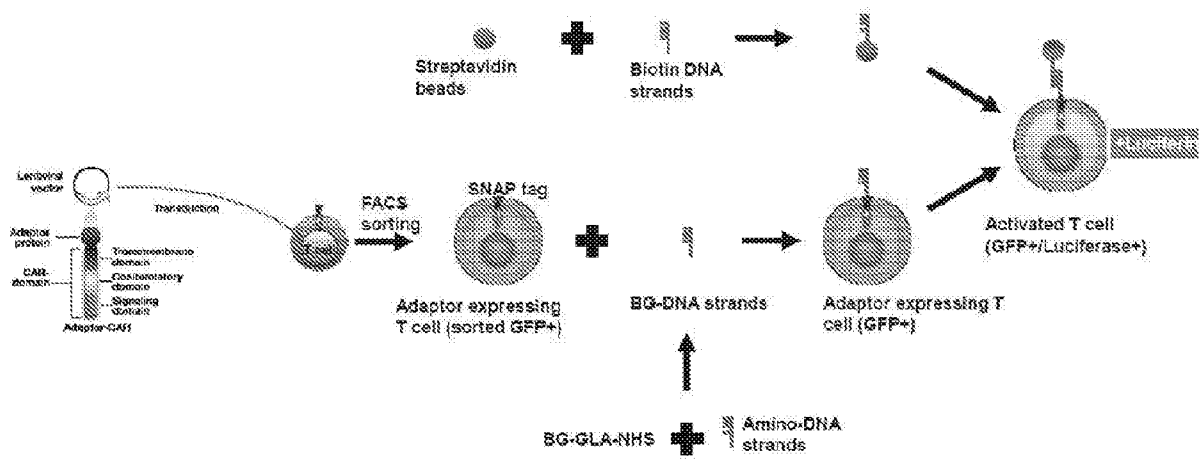 Streptavidin
beads
Biotin DNA
strands
Lentiviral
vector
Transduction
Adaptor
protein
CAR-
domain
Transmembrane
domain
Costimulatory
domain
Signaling
domain
Adaptor-CAR
FACS
sorting
SNAP tag
Adaptor expressing
T cell (sorted GFP+)
BG-DNA strands
Adaptor expressing T
cell (GFP+)
Activated T cell
(GFP+/Luciferase+)
BG-GLA-NHS
Amino-DNA
strands